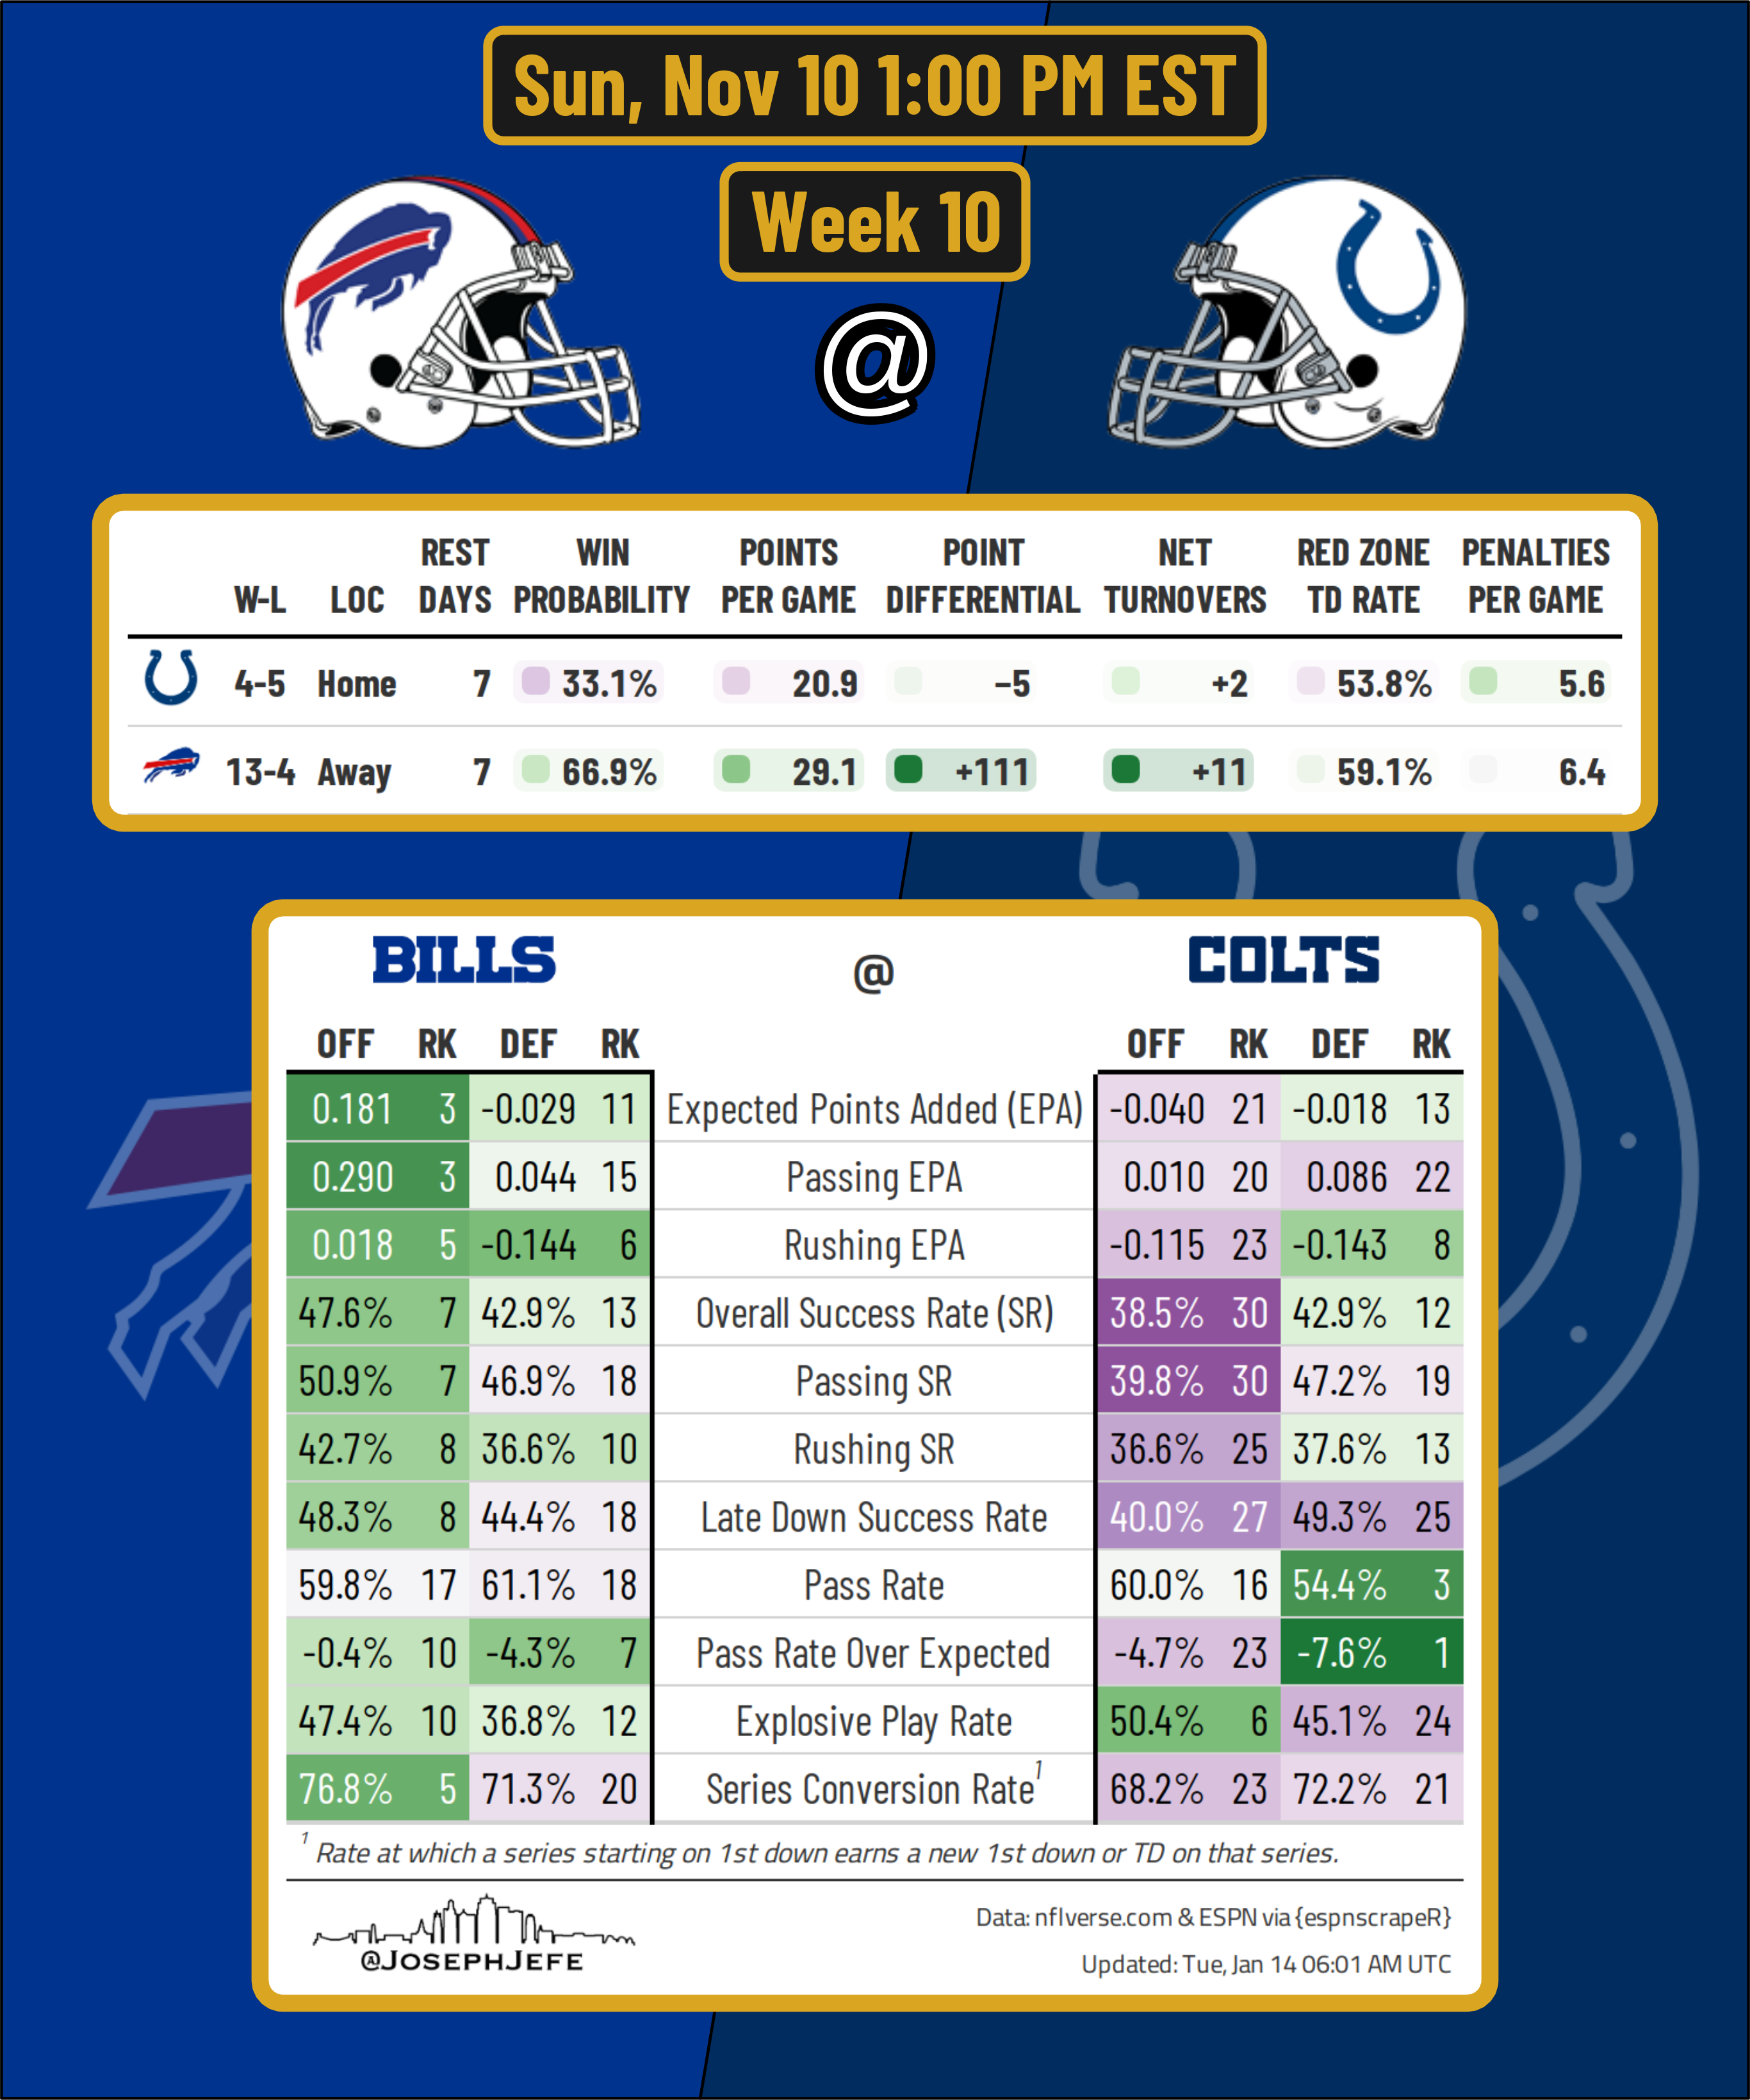 Sun, Nov 10 1:00 PM EST
Week 10
@
W-L LOC REST DAYS WIN PROBABILITY POINTS PER GAME POINT DIFFERENTIAL NET TURNOVERS RED ZONE TD RATE PENALTIES PER GAME
4-5 Home 7 33.1% 20.9 −5 +2 53.8% 5.6
13-4 Away 7 66.9% 29.1 +111 +11 59.1% 6.4
BILLS @ COLTS
OFF RK DEF RK OFF RK DEF RK
0.181 3 -0.029 11 Expected Points Added (EPA) -0.040 21 -0.018 13
0.290 3 0.044 15 Passing EPA 0.010 20 0.086 22
0.018 5 -0.144 6 Rushing EPA -0.115 23 -0.143 8
47.6% 7 42.9% 13 Overall Success Rate (SR) 38.5% 30 42.9% 12
50.9% 7 46.9% 18 Passing SR 39.8% 30 47.2% 19
42.7% 8 36.6% 10 Rushing SR 36.6% 25 37.6% 13
48.3% 8 44.4% 18 Late Down Success Rate 40.0% 27 49.3% 25
59.8% 17 61.1% 18 Pass Rate 60.0% 16 54.4% 3
-0.4% 10 -4.3% 7 Pass Rate Over Expected -4.7% 23 -7.6% 1
47.4% 10 36.8% 12 Explosive Play Rate 50.4% 6 45.1% 24
76.8% 5 71.3% 20 Series Conversion Rate1 68.2% 23 72.2% 21
1 Rate at which a series starting on 1st down earns a new 1st down or TD on that series.
@JosephJefe
Data: nflverse.com & ESPN via {espnscrapeR}
Updated: Tue, Jan 14 06:01 AM UTC